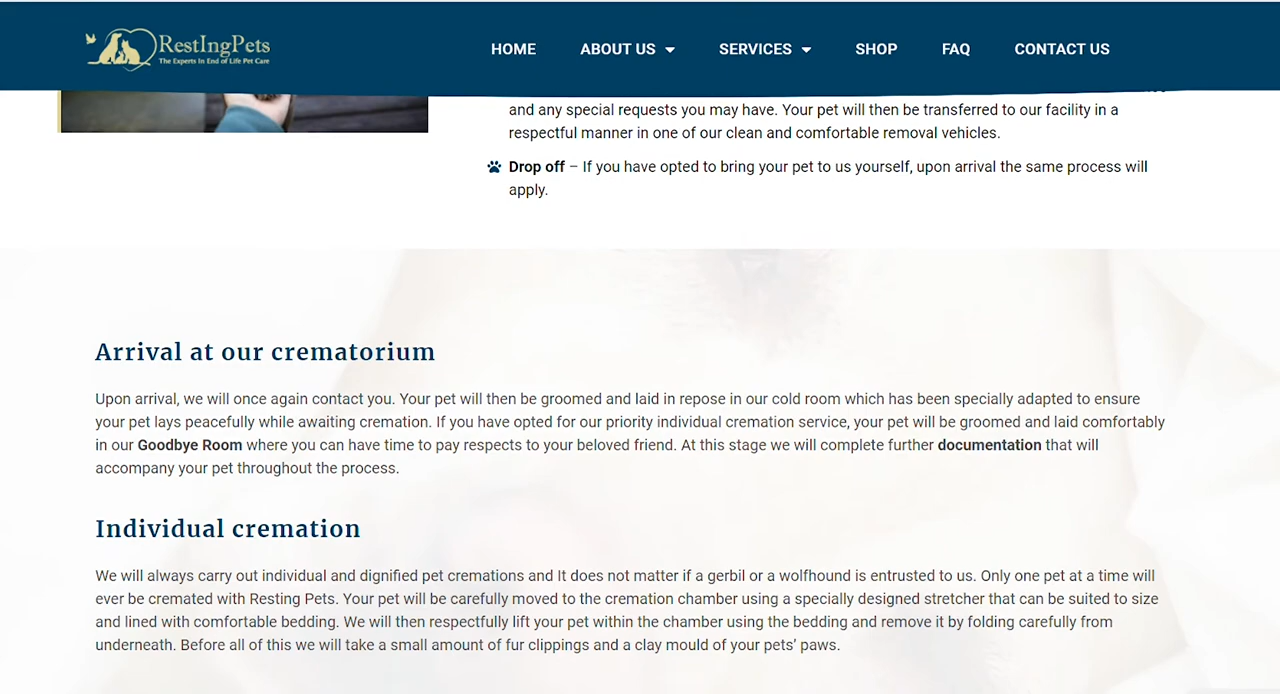 RestIngPets
The Experts In End of Life Pet Care
HOME
ABOUT US
SERVICES
SHOP
FAQ
CONTACT US
and any special requests you may have. Your pet will then be transferred to our facility in a
respectful manner in one of our clean and comfortable removal vehicles.
Drop off – If you have opted to bring your pet to us yourself, upon arrival the same process will
apply.
Arrival at our crematorium
Upon arrival, we will once again contact you. Your pet will then be groomed and laid in repose in our cold room which has been specially adapted to ensure
your pet lays peacefully while awaiting cremation. If you have opted for our priority individual cremation service, your pet will be groomed and laid comfortably
in our Goodbye Room where you can have time to pay respects to your beloved friend. At this stage we will complete further documentation that will
accompany your pet throughout the process.
Individual cremation
We will always carry out individual and dignified pet cremations and It does not matter if a gerbil or a wolfhound is entrusted to us. Only one pet at a time will
ever be cremated with Resting Pets. Your pet will be carefully moved to the cremation chamber using a specially designed stretcher that can be suited to size
and lined with comfortable bedding. We will then respectfully lift your pet within the chamber using the bedding and remove it by folding carefully from
underneath. Before all of this we will take a small amount of fur clippings and a clay mould of your pets’ paws.